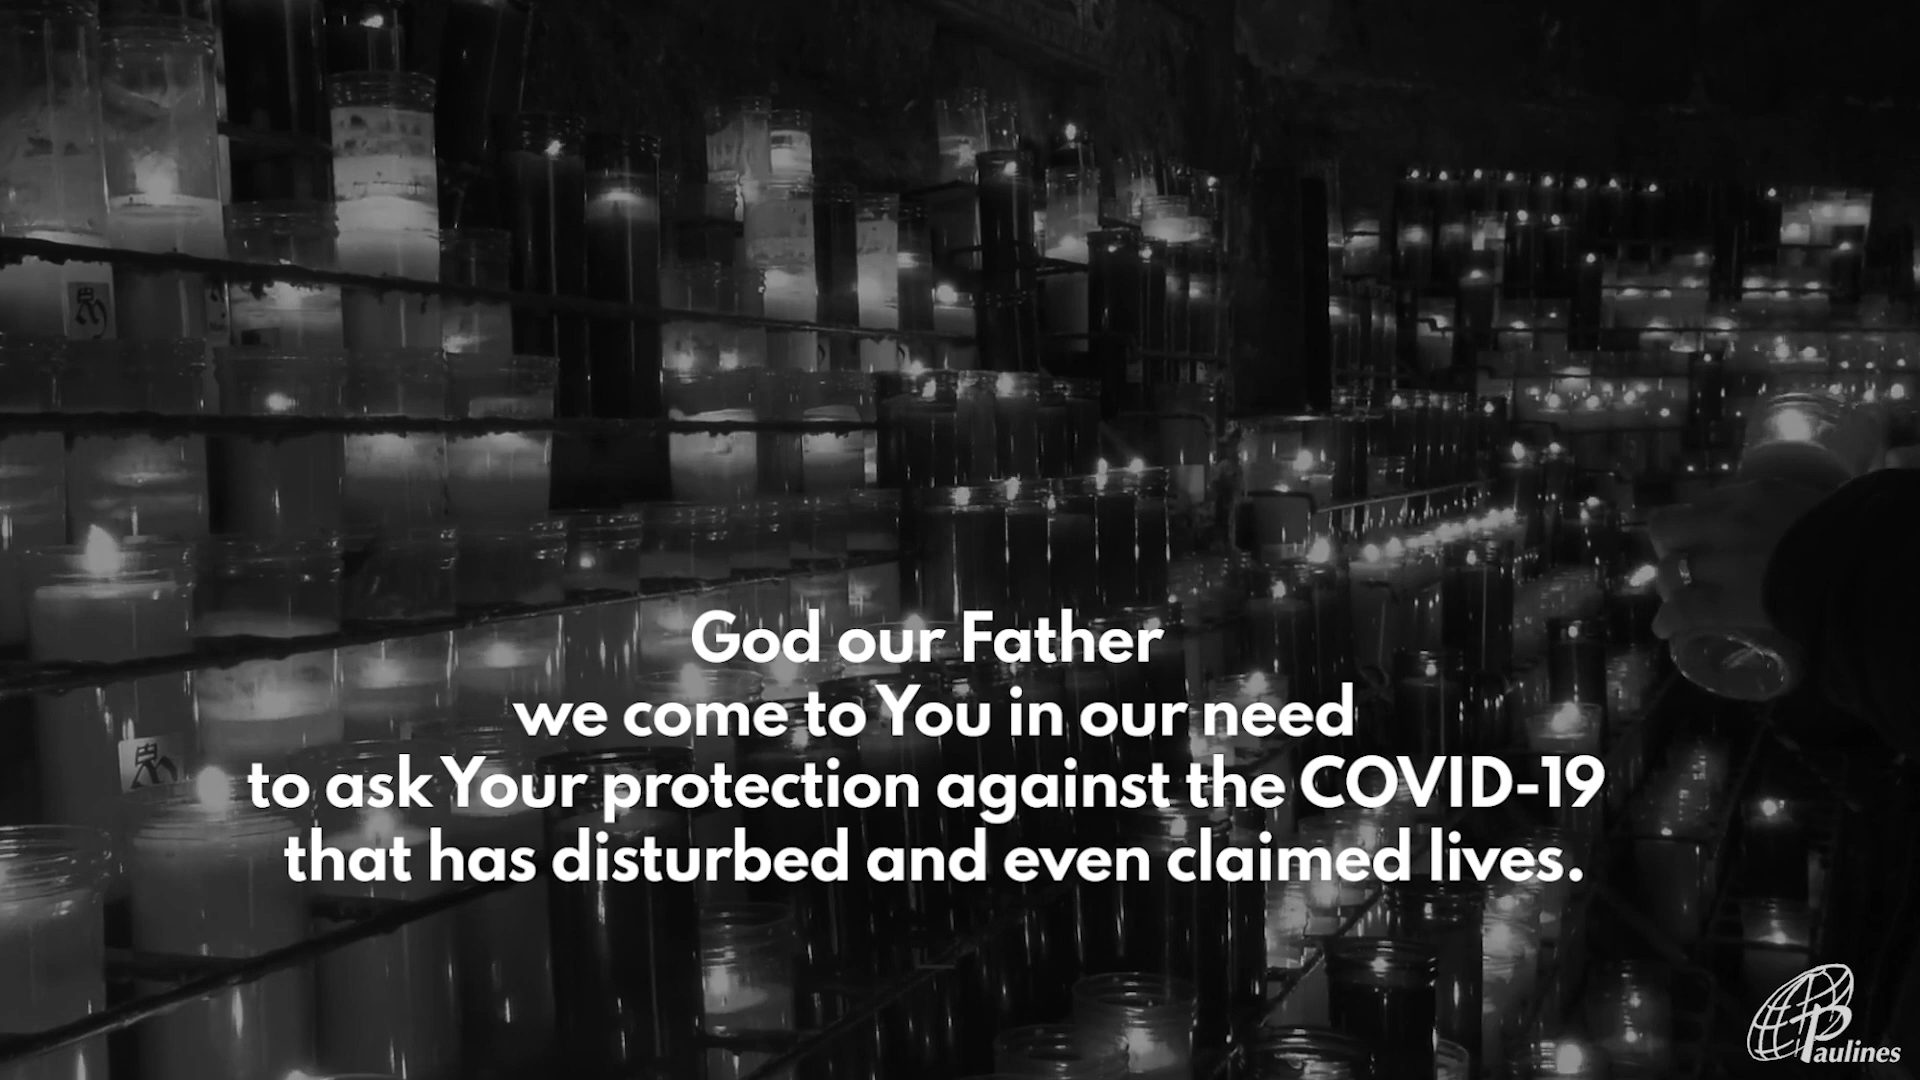 God our Father
we come to You in our need
to ask Your protection against the COVID-19
that has disturbed and even claimed lives.
Paulines